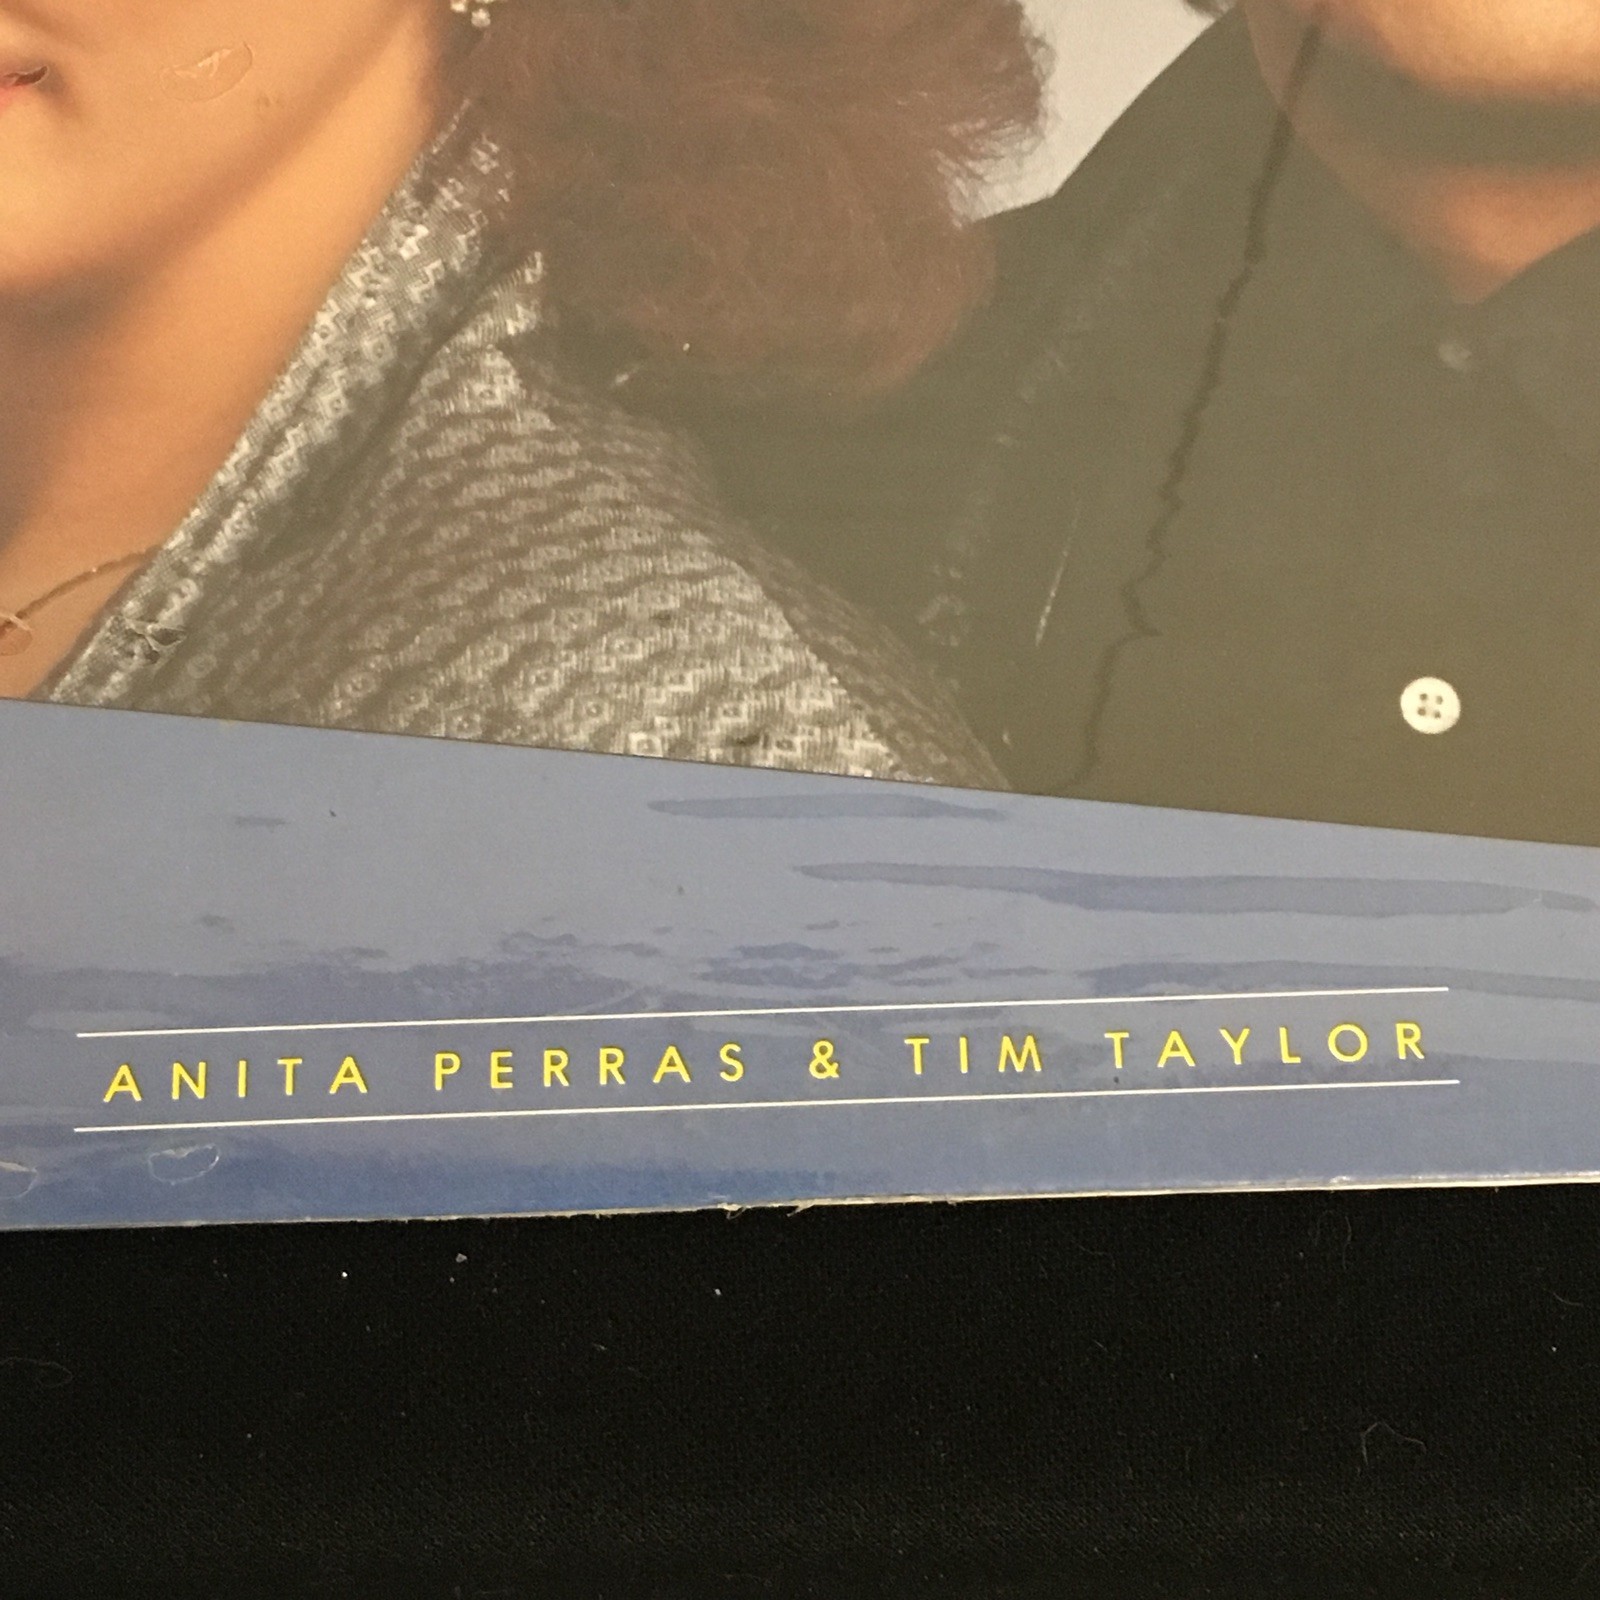 ANITA PERRAS & TIM TAYLOR